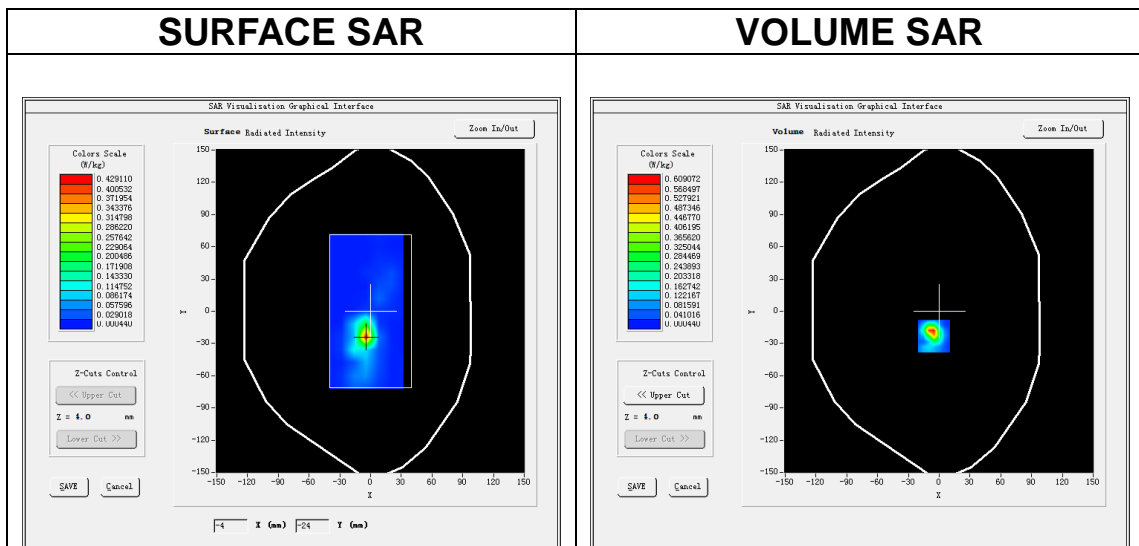 SURFACE SAR
SAR Visualisation Graphical Interface
Surface Radiated Intensity
Zoom In/Out
Colors Scale
(W/kg)
0.429110
0.400532
0.371954
0.343376
0.314798
0.286220
0.257642
0.229064
0.200486
0.171908
0.143330
0.114752
0.086174
0.057596
0.029018
0.000440
Z-Cuts Control
<< Upper Cut
Z = 4.0 mm
Lower Cut >>
SAVE Cancel
150
120
90
60
30
0
-30
-60
-90
-120
-150
Y
-150 -120 -90 -60 -30 0 30 60 90 120 150
X
-4 X (mm) -24 Y (mm)
VOLUME SAR
SAR Visualisation Graphical Interface
Volume Radiated Intensity
Zoom In/Out
Colors Scale
(W/kg)
0.609072
0.568497
0.527921
0.487346
0.446770
0.406195
0.365620
0.325044
0.284469
0.243893
0.203318
0.162742
0.122167
0.081591
0.041016
0.000440
Z-Cuts Control
<< Upper Cut
Z = 4.0 mm
Lower Cut >>
SAVE Cancel
150
120
90
60
30
0
-30
-60
-90
-120
-150
Y
-150 -120 -90 -60 -30 0 30 60 90 120 150
X